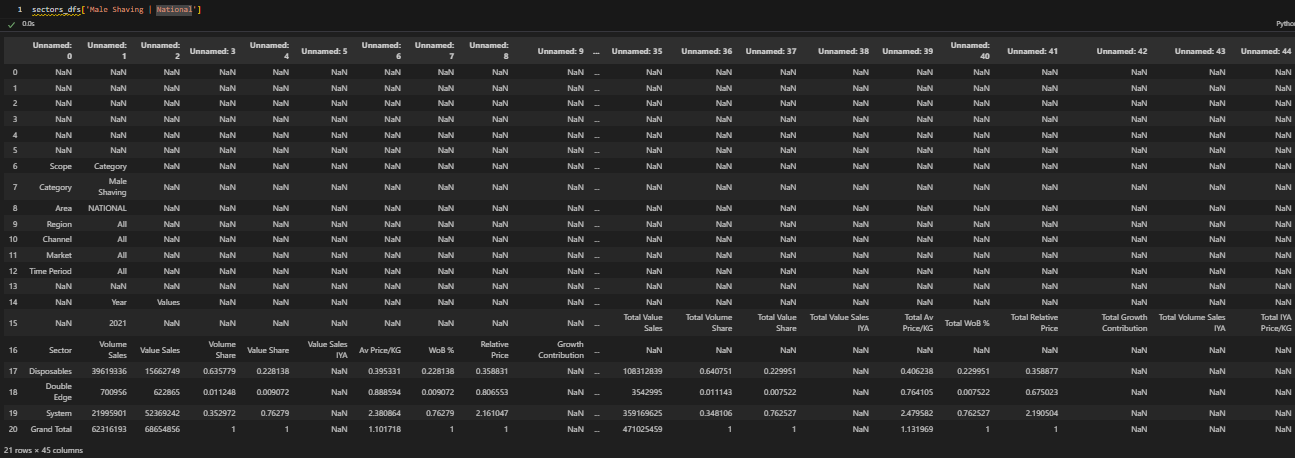 1 sectors_dfs['Male Shaving | National']
0.0s
Pytho
Unnamed: 0 Unnamed: 1 Unnamed: 2 Unnamed: 3 Unnamed: 4 Unnamed: 5 Unnamed: 6 Unnamed: 7 Unnamed: 8 Unnamed: 9 ... Unnamed: 35 Unnamed: 36 Unnamed: 37 Unnamed: 38 Unnamed: 39 Unnamed: 40 Unnamed: 41 Unnamed: 42 Unnamed: 43 Unnamed: 44
0 NaN NaN NaN NaN NaN NaN NaN NaN NaN NaN ... NaN NaN NaN NaN NaN NaN NaN NaN NaN NaN
1 NaN NaN NaN NaN NaN NaN NaN NaN NaN NaN ... NaN NaN NaN NaN NaN NaN NaN NaN NaN NaN
2 NaN NaN NaN NaN NaN NaN NaN NaN NaN NaN ... NaN NaN NaN NaN NaN NaN NaN NaN NaN NaN
3 NaN NaN NaN NaN NaN NaN NaN NaN NaN NaN ... NaN NaN NaN NaN NaN NaN NaN NaN NaN NaN
4 NaN NaN NaN NaN NaN NaN NaN NaN NaN NaN ... NaN NaN NaN NaN NaN NaN NaN NaN NaN NaN
5 NaN NaN NaN NaN NaN NaN NaN NaN NaN NaN ... NaN NaN NaN NaN NaN NaN NaN NaN NaN NaN
6 Scope Category NaN NaN NaN NaN NaN NaN NaN NaN ... NaN NaN NaN NaN NaN NaN NaN NaN NaN NaN
7 Category Male Shaving NaN NaN NaN NaN NaN NaN NaN NaN ... NaN NaN NaN NaN NaN NaN NaN NaN NaN NaN
8 Area NATIONAL NaN NaN NaN NaN NaN NaN NaN NaN ... NaN NaN NaN NaN NaN NaN NaN NaN NaN NaN
9 Region All NaN NaN NaN NaN NaN NaN NaN NaN ... NaN NaN NaN NaN NaN NaN NaN NaN NaN NaN
10 Channel All NaN NaN NaN NaN NaN NaN NaN NaN ... NaN NaN NaN NaN NaN NaN NaN NaN NaN NaN
11 Market All NaN NaN NaN NaN NaN NaN NaN NaN ... NaN NaN NaN NaN NaN NaN NaN NaN NaN NaN
12 Time Period All NaN NaN NaN NaN NaN NaN NaN NaN ... NaN NaN NaN NaN NaN NaN NaN NaN NaN NaN
13 NaN NaN NaN NaN NaN NaN NaN NaN NaN NaN ... NaN NaN NaN NaN NaN NaN NaN NaN NaN NaN
14 NaN Year Values NaN NaN NaN NaN NaN NaN NaN ... NaN NaN NaN NaN NaN NaN NaN NaN NaN NaN
15 NaN 2021 NaN NaN NaN NaN NaN NaN NaN NaN ... Total Value Sales Total Volume Share Total Value Share Total Value Sales IYA Total Av Price/KG Total WoB % Total Relative Price Total Growth Contribution Total Volume Sales IYA Total IYA Price/KG
16 Sector Volume Sales Value Sales Volume Share Value Share Value Sales IYA Av Price/KG WoB % Relative Price Growth Contribution ... NaN NaN NaN NaN NaN NaN NaN NaN NaN NaN
17 Disposables 39619336 15662749 0.635779 0.228138 NaN 0.395331 0.228138 0.358831 NaN ... 108312839 0.640751 0.229951 NaN 0.406238 0.229951 0.358877 NaN NaN NaN
18 Double Edge 700956 622865 0.011248 0.009072 NaN 0.888594 0.009072 0.806553 NaN ... 3542995 0.011143 0.007522 NaN 0.764105 0.007522 0.675023 NaN NaN NaN
19 System 21995901 52369242 0.352972 0.76279 NaN 2.380864 0.76279 2.161047 NaN ... 359169625 0.348106 0.762527 NaN 2.479582 0.762527 2.190504 NaN NaN NaN
20 Grand Total 62316193 68654856 1 1 NaN 1.101718 1 1 NaN ... 471025459 1 1 NaN 1.131969 1 1 NaN NaN NaN
21 rows × 45 columns